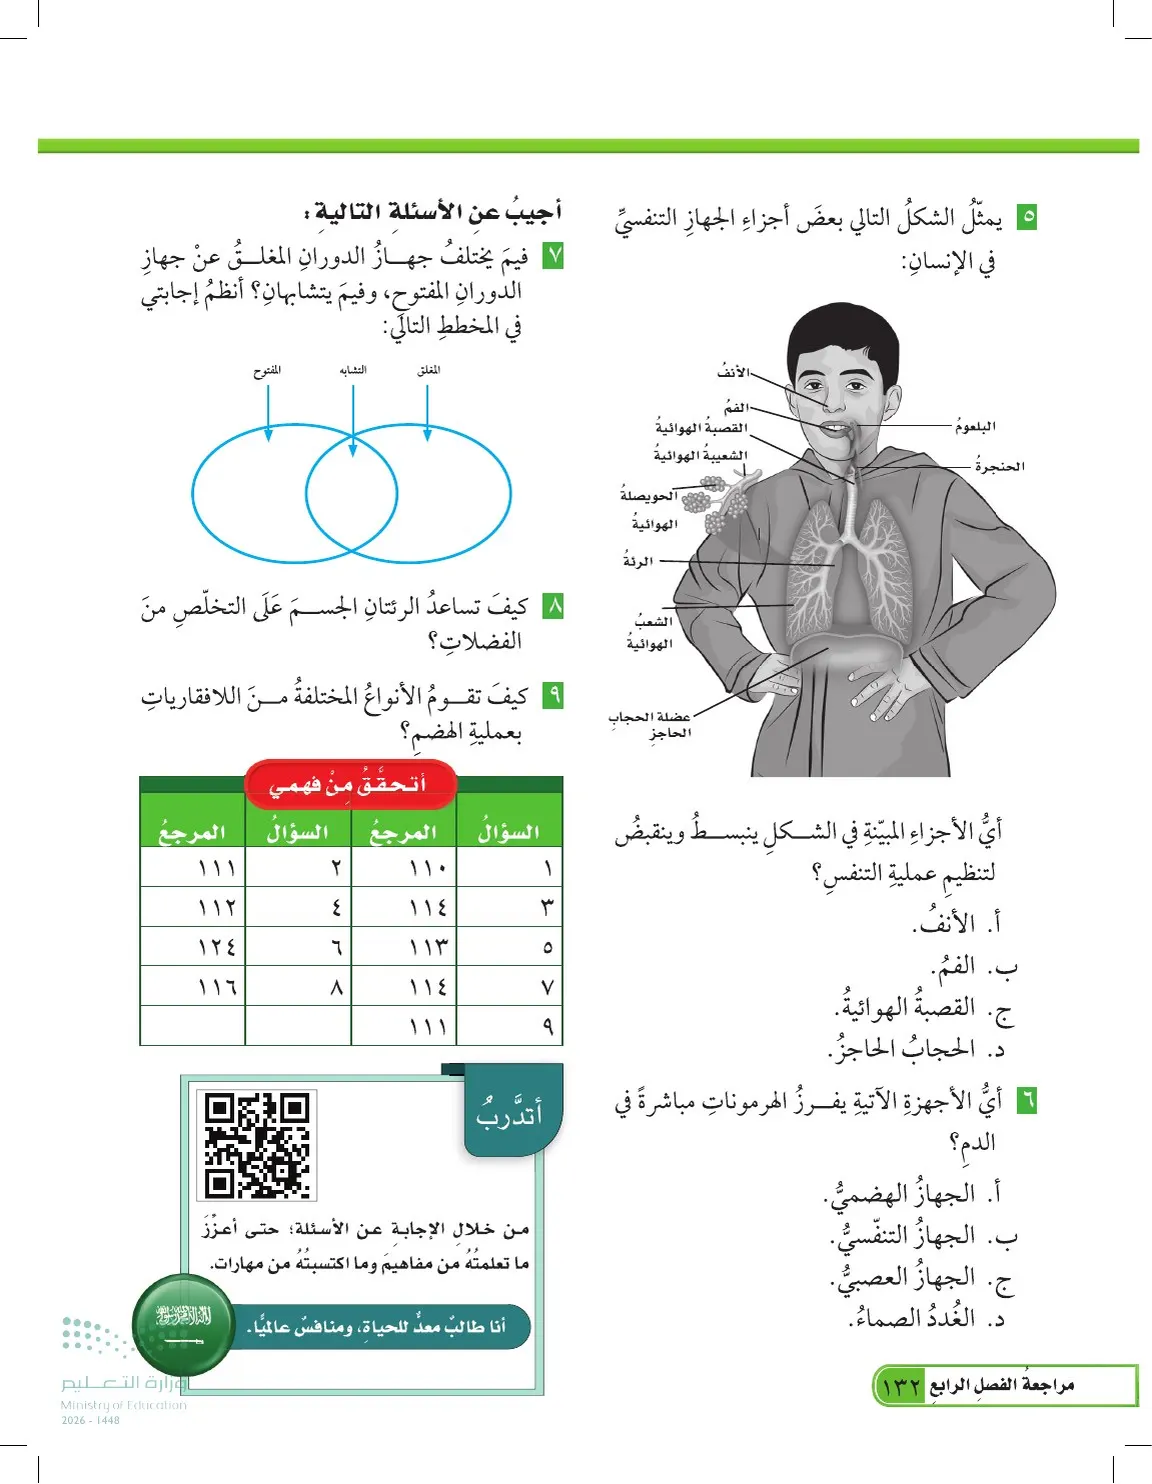 ٥ يمثّلُ الشكلُ التالي بعضَ أجزاءِ الجهازِ التنفسيِّ
في الإنسانِ:
الأنفُ
الفمُ
القصبةُ الهوائيةُ
الشعيبةُ الهوائيةُ
الحويصلةُ
الهوائيةُ
الرئةُ
الشعبُ
الهوائيةُ
عضلة الحجابِ
الحاجزِ
البلعومُ
الحنجرةُ
أيُّ الأجزاءِ المبيّنةِ في الشكلِ ينبسطُ وينقبضُ
لتنظيمِ عمليةِ التنفسِ؟
أ. الأنفُ.
ب. الفمُ.
ج. القصبةُ الهوائيةُ.
د. الحجابُ الحاجزُ.
٦ أيُّ الأجهزةِ الآتيةِ يفرزُ الهرموناتِ مباشرةً في
الدمِ؟
أ. الجهازُ الهضميُّ.
ب. الجهازُ التنفّسيُّ.
ج. الجهازُ العصبيُّ.
د. الغُددُ الصماءُ.
أجيبُ عنِ الأسئلةِ التاليةِ:
٧ فيمَ يختلفُ جهازُ الدورانِ المغلقُ عنْ جهازِ
الدورانِ المفتوحِ، وفيمَ يتشابهانِ؟ أنظمُ إجابتي
في المخططِ التالي:
المغلق التشابه المفتوح
٨ كيفَ تساعدُ الرئتانِ الجسمَ عَلَى التخلّصِ منَ
الفضلاتِ؟
٩ كيفَ تقومُ الأنواعُ المختلفةُ منَ اللافقارياتِ
بعمليةِ الهضمِ؟
أتحقَّقُ مِنْ فهمي
السؤالُ المرجعُ السؤالُ المرجعُ
١ ١١٠ ٢ ١١١
٣ ١١٤ ٤ ١١٢
٥ ١١٣ ٦ ١٢٤
٧ ١١٤ ٨ ١١٦
٩ ١١١
أتدَّربُ
من خلالِ الإجابةِ عن الأسئلة؛ حتى أعزِّزَ
ما تعلمتُهُ من مفاهيمَ وما اكتسبتُهُ من مهارات.
أنا طالبٌ معدٌّ للحياةِ، ومنافسٌ عالميًّا.
وزارة التعليم
Ministry of Education
2026 - 1448
مراجعةُ الفصلِ الرابعِ ١٣٢